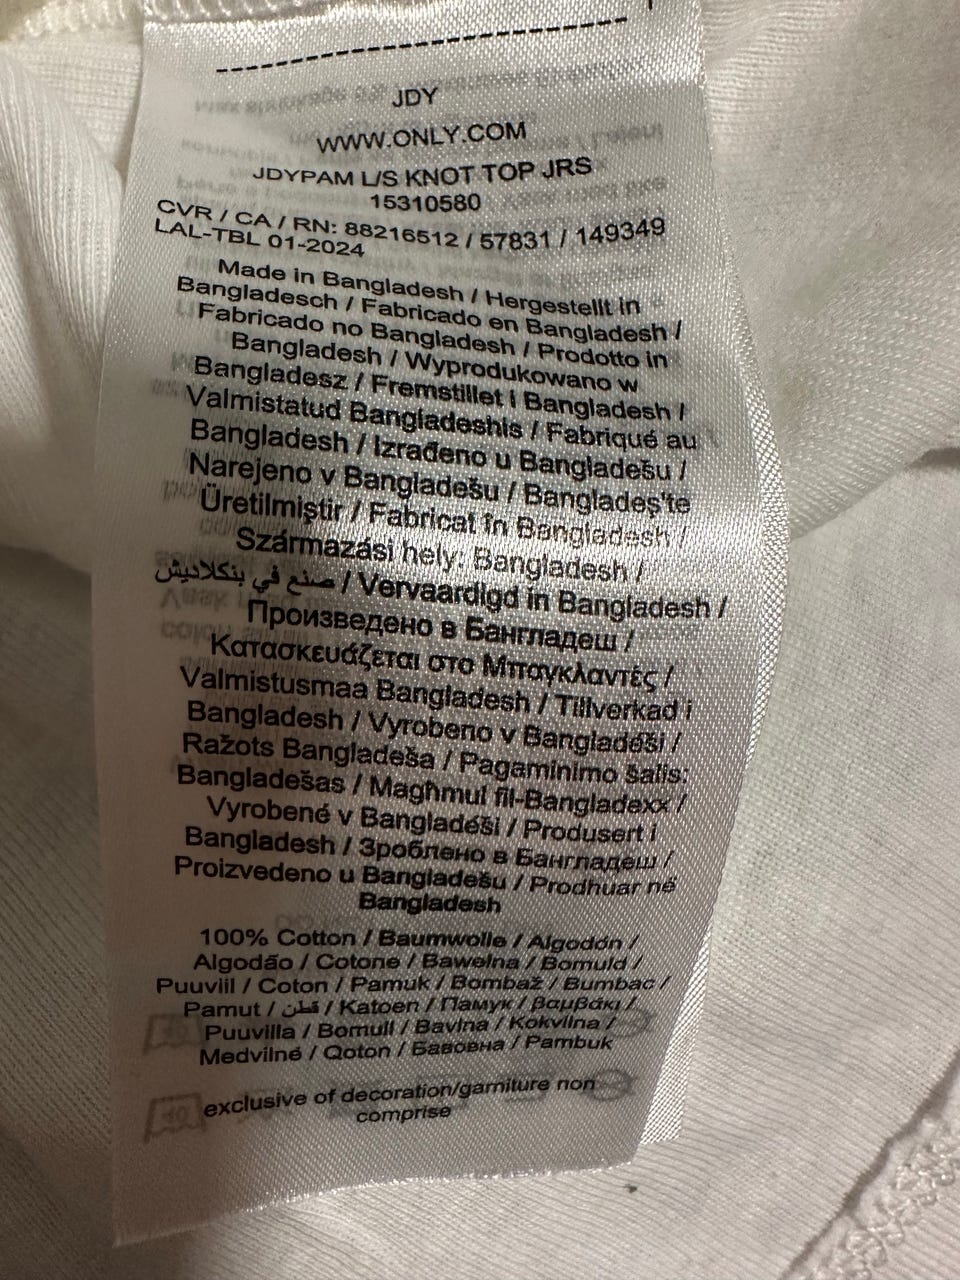 JDY
WWW.ONLY.COM
JDYPAM L/S KNOT TOP JRS
15310580
CVR / CA / RN: 88216512 / 57831 / 149349
LAL-TBL 01-2024
Made in Bangladesh / Hergestellt in
Bangladesch / Fabricado en Bangladesh /
Fabricado no Bangladesh / Prodotto in
Bangladesh / Wyprodukowano w
Bangladesz / Fremstillet i Bangladesh /
Valmistatud Bangladeshis / Fabriqué au
Bangladesh / Izrađeno u Bangladešu /
Narejeno v Bangladešu / Bangladeş'te
Üretilmiştir / Fabricat în Bangladesh /
Származási hely: Bangladesh /
صنع في بنكلاديش / Vervaardigd in Bangladesh /
Произведено в Бангладеш /
Κατασκευάζεται στο Μπαγκλαντές /
Valmistusmaa Bangladesh / Tillverkad i
Bangladesh / Vyrobeno v Bangladéši /
Ražots Bangladeša / Pagaminimo šalis:
Bangladešas / Magħmul fil-Bangladexx /
Vyrobené v Bangladéši / Produsert i
Bangladesh / Зроблено в Бангладеш /
Proizvedeno u Bangladešu / Prodhuar në
Bangladesh
100% Cotton / Baumwolle / Algodón /
Algodão / Cotone / Bawełna / Bomuld /
Puuvill / Coton / Pamuk / Bombaž / Bumbac /
Pamut / قطن / Katoen / Памук / βαμβάκι /
Puuvilla / Bomull / Bavlna / Kokvilna /
Medvilnė / Qoton / Бавовна / Pambuk
exclusive of decoration/garniture non
comprise